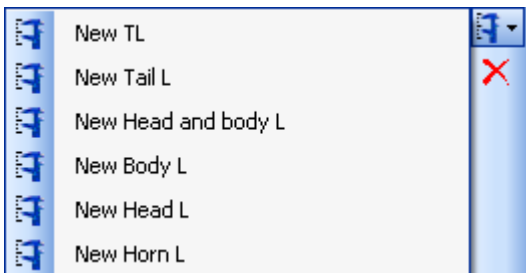 New TL
New Tail L
New Head and body L
New Body L
New Head L
New Horn L